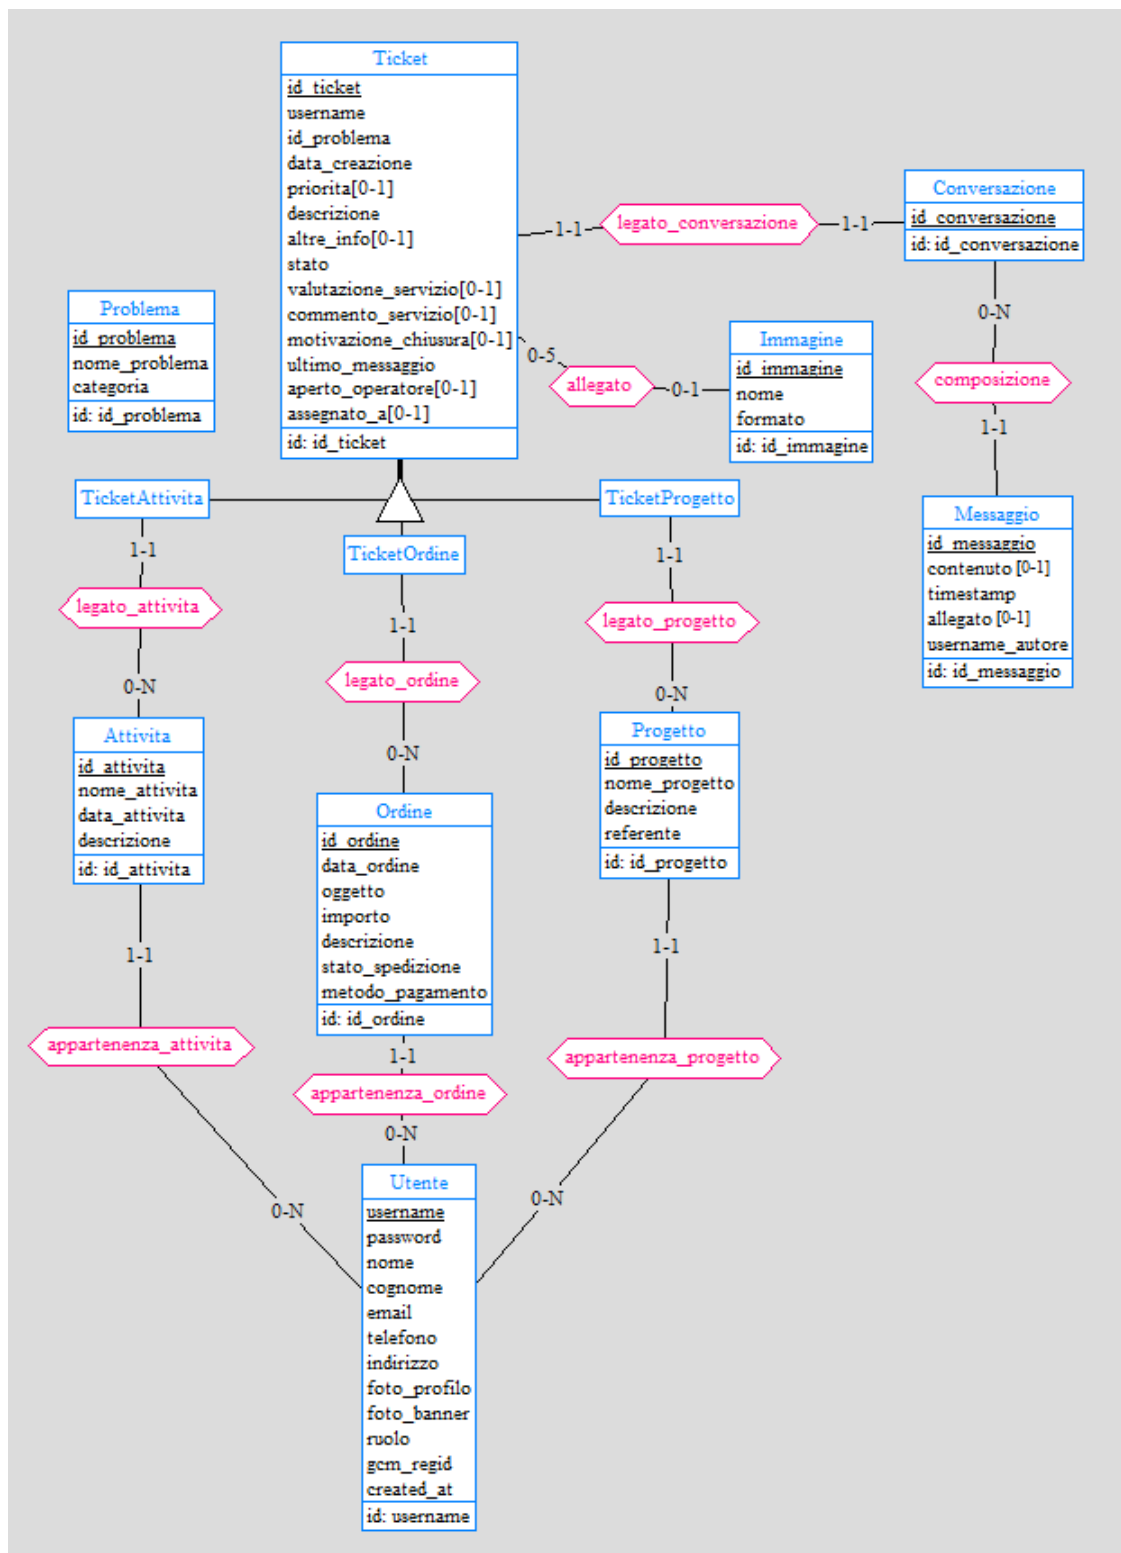 Ticket
id_ticket
username
id_problema
data_creazione
priorita[0-1]
descrizione
altre_info[0-1]
stato
valutazione_servizio[0-1]
commento_servizio[0-1]
motivazione_chiusura[0-1]
ultimo_messaggio
aperto_operatore[0-1]
assegnato_a[0-1]
id: id_ticket
1-1
legato_conversazione
1-1
Conversazione
id_conversazione
id: id_conversazione
0-N
composizione
1-1
Messaggio
id_messaggio
contenuto [0-1]
timestamp
allegato [0-1]
username_autore
id: id_messaggio
Problema
id_problema
nome_problema
categoria
id: id_problema
0-5
allegato
0-1
Immagine
id_immagine
nome
formato
id: id_immagine
TicketAttivita
TicketOrdine
TicketProgetto
1-1
legato_attivita
0-N
Attivita
id_attivita
nome_attivita
data_attivita
descrizione
id: id_attivita
1-1
appartenenza_attivita
0-N
1-1
legato_ordine
0-N
Ordine
id_ordine
data_ordine
oggetto
importo
descrizione
stato_spedizione
metodo_pagamento
id: id_ordine
1-1
appartenenza_ordine
0-N
1-1
legato_progetto
0-N
Progetto
id_progetto
nome_progetto
descrizione
referente
id: id_progetto
1-1
appartenenza_progetto
0-N
Utente
username
password
nome
cognome
email
telefono
indirizzo
foto_profilo
foto_banner
ruolo
gcm_regid
created_at
id: username